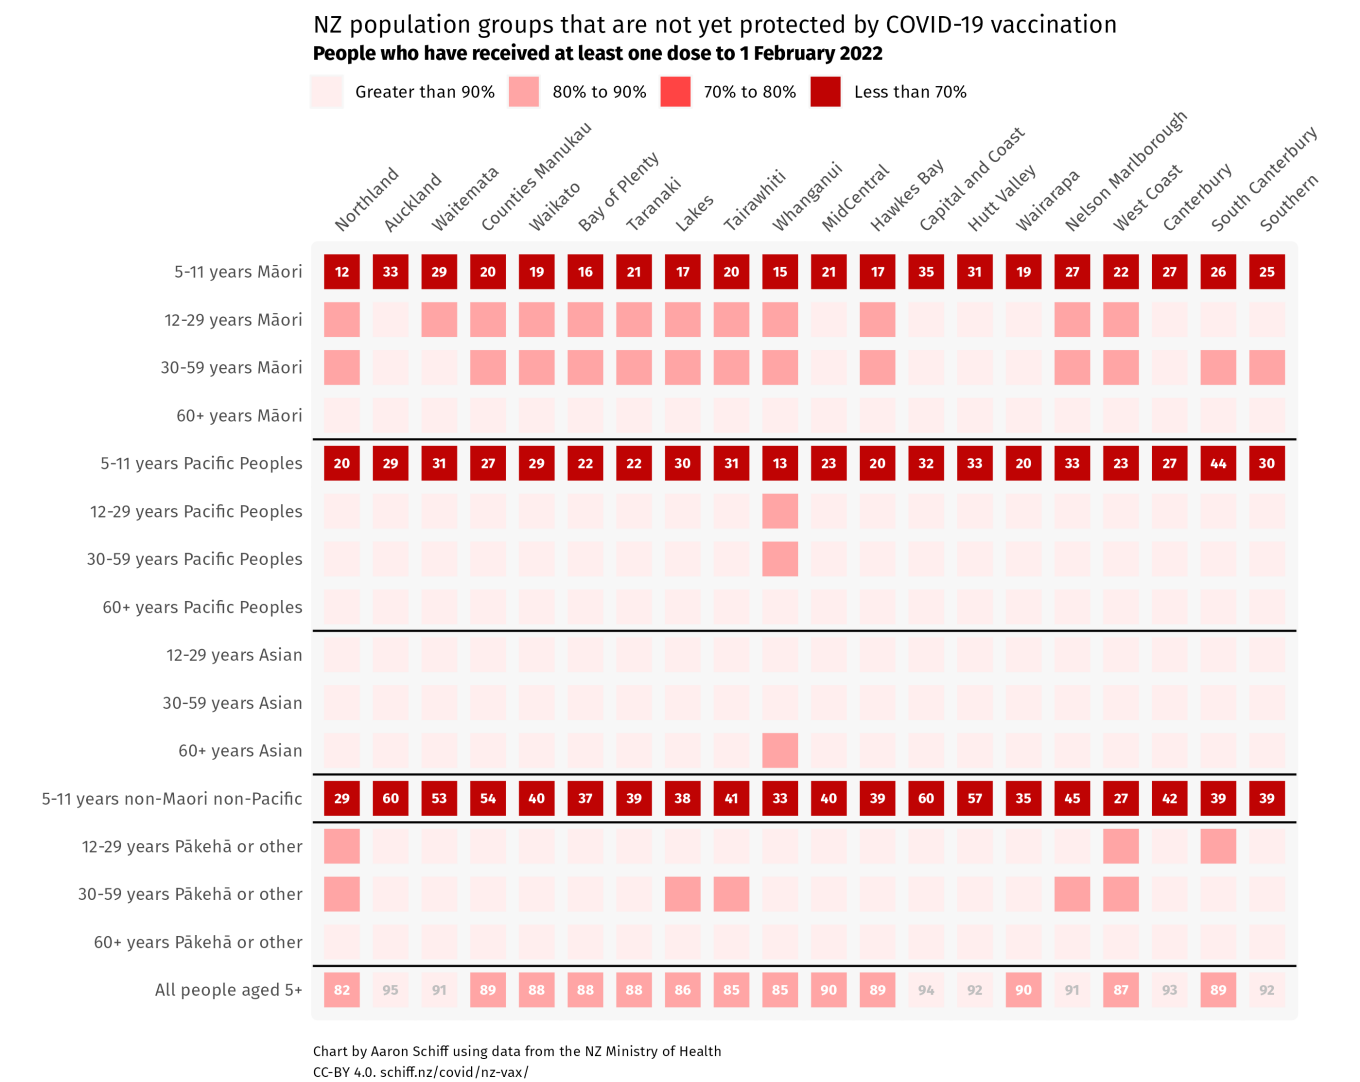 NZ population groups that are not yet protected by COVID-19 vaccination
People who have received at least one dose to 1 February 2022
Greater than 90% 80% to 90% 70% to 80% Less than 70%
Northland Auckland Waitemata Counties Manukau Waikato Bay of Plenty Taranaki Lakes Tairawhiti Whanganui MidCentral Hawkes Bay Capital and Coast Hutt Valley Wairarapa Nelson Marlborough West Coast Canterbury South Canterbury Southern
5-11 years Māori 12 33 29 20 19 16 21 17 20 15 21 17 35 31 19 27 22 27 26 25
12-29 years Māori
30-59 years Māori
60+ years Māori
5-11 years Pacific Peoples 20 29 31 27 29 22 22 30 31 13 23 20 32 33 20 33 23 27 44 30
12-29 years Pacific Peoples
30-59 years Pacific Peoples
60+ years Pacific Peoples
12-29 years Asian
30-59 years Asian
60+ years Asian
5-11 years non-Maori non-Pacific 29 60 53 54 40 37 39 38 41 33 40 39 60 57 35 45 27 42 39 39
12-29 years Pākehā or other
30-59 years Pākehā or other
60+ years Pākehā or other
All people aged 5+ 82 95 91 89 88 88 88 86 85 85 90 89 94 92 90 91 87 93 89 92
Chart by Aaron Schiff using data from the NZ Ministry of Health
CC-BY 4.0. schiff.nz/covid/nz-vax/